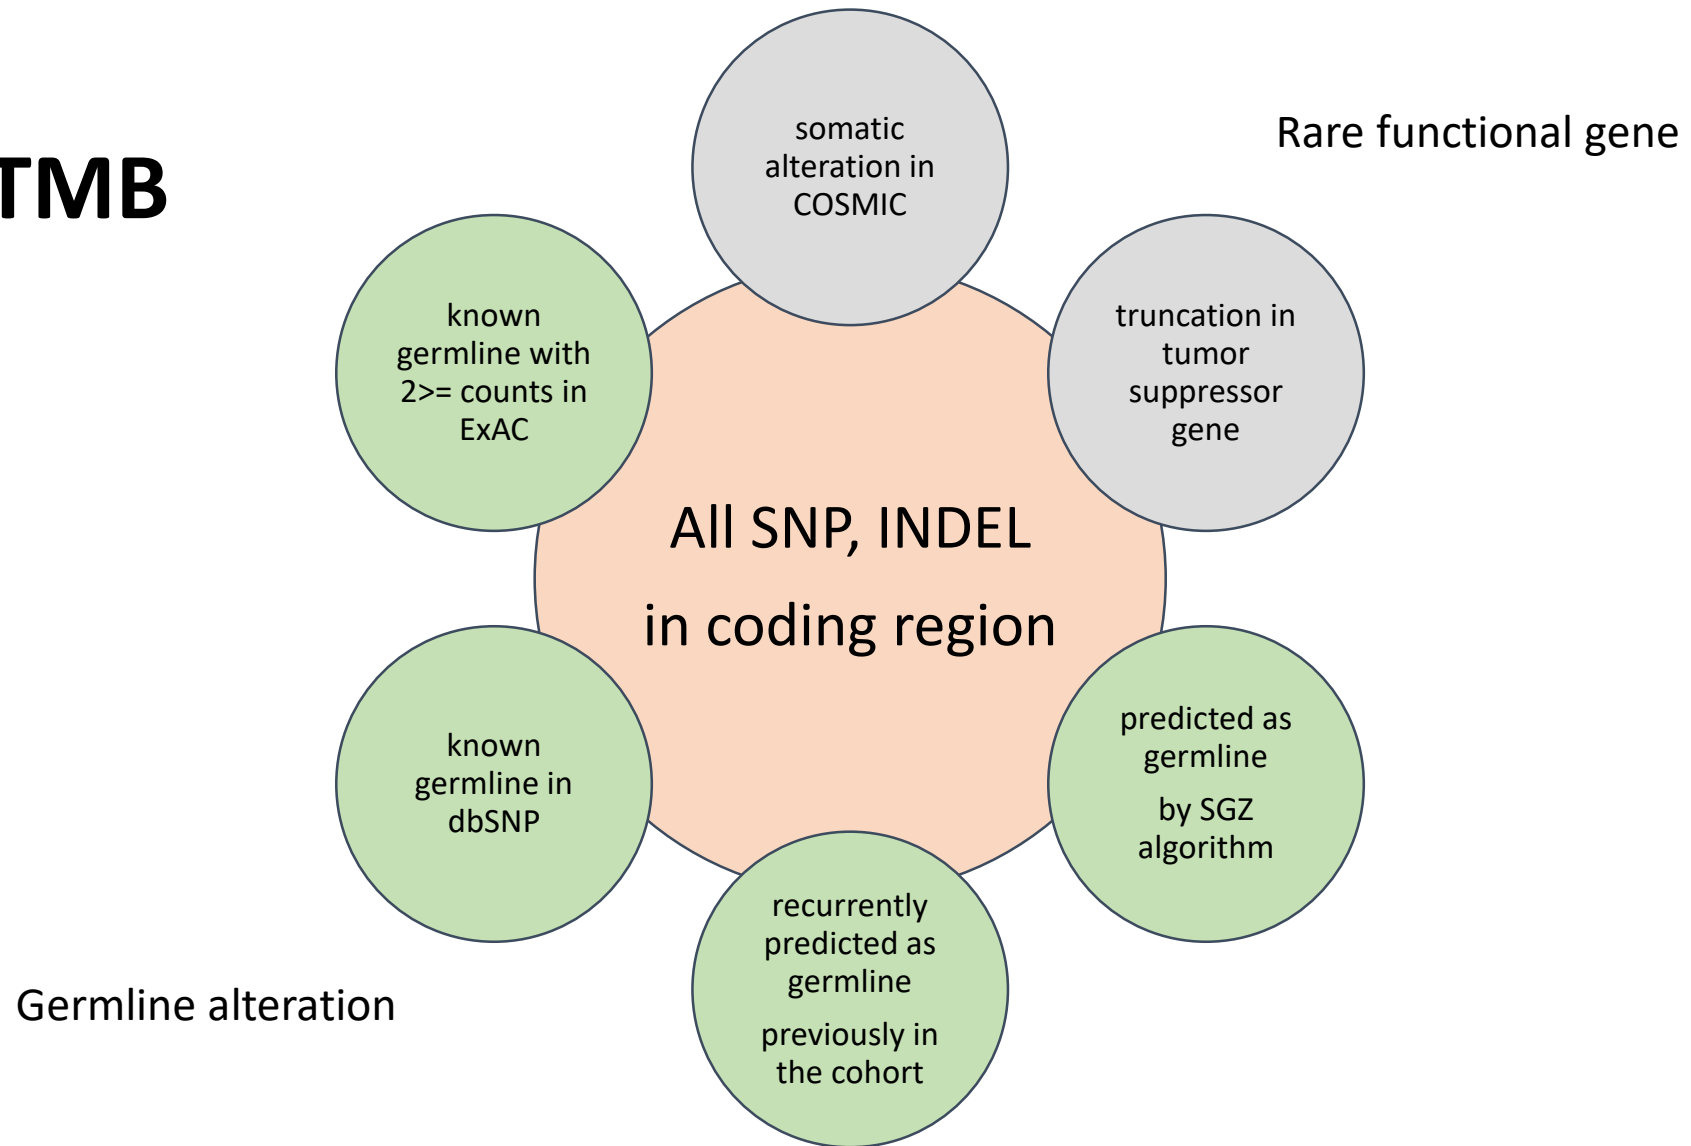 TMB
somatic
alteration in
COSMIC
Rare functional gene
known
germline with
2>= counts in
ExAC
truncation in
tumor
suppressor
gene
All SNP, INDEL
in coding region
known
germline in
dbSNP
predicted as
germline
by SGZ
algorithm
recurrently
predicted as
germline
previously in
the cohort
Germline alteration